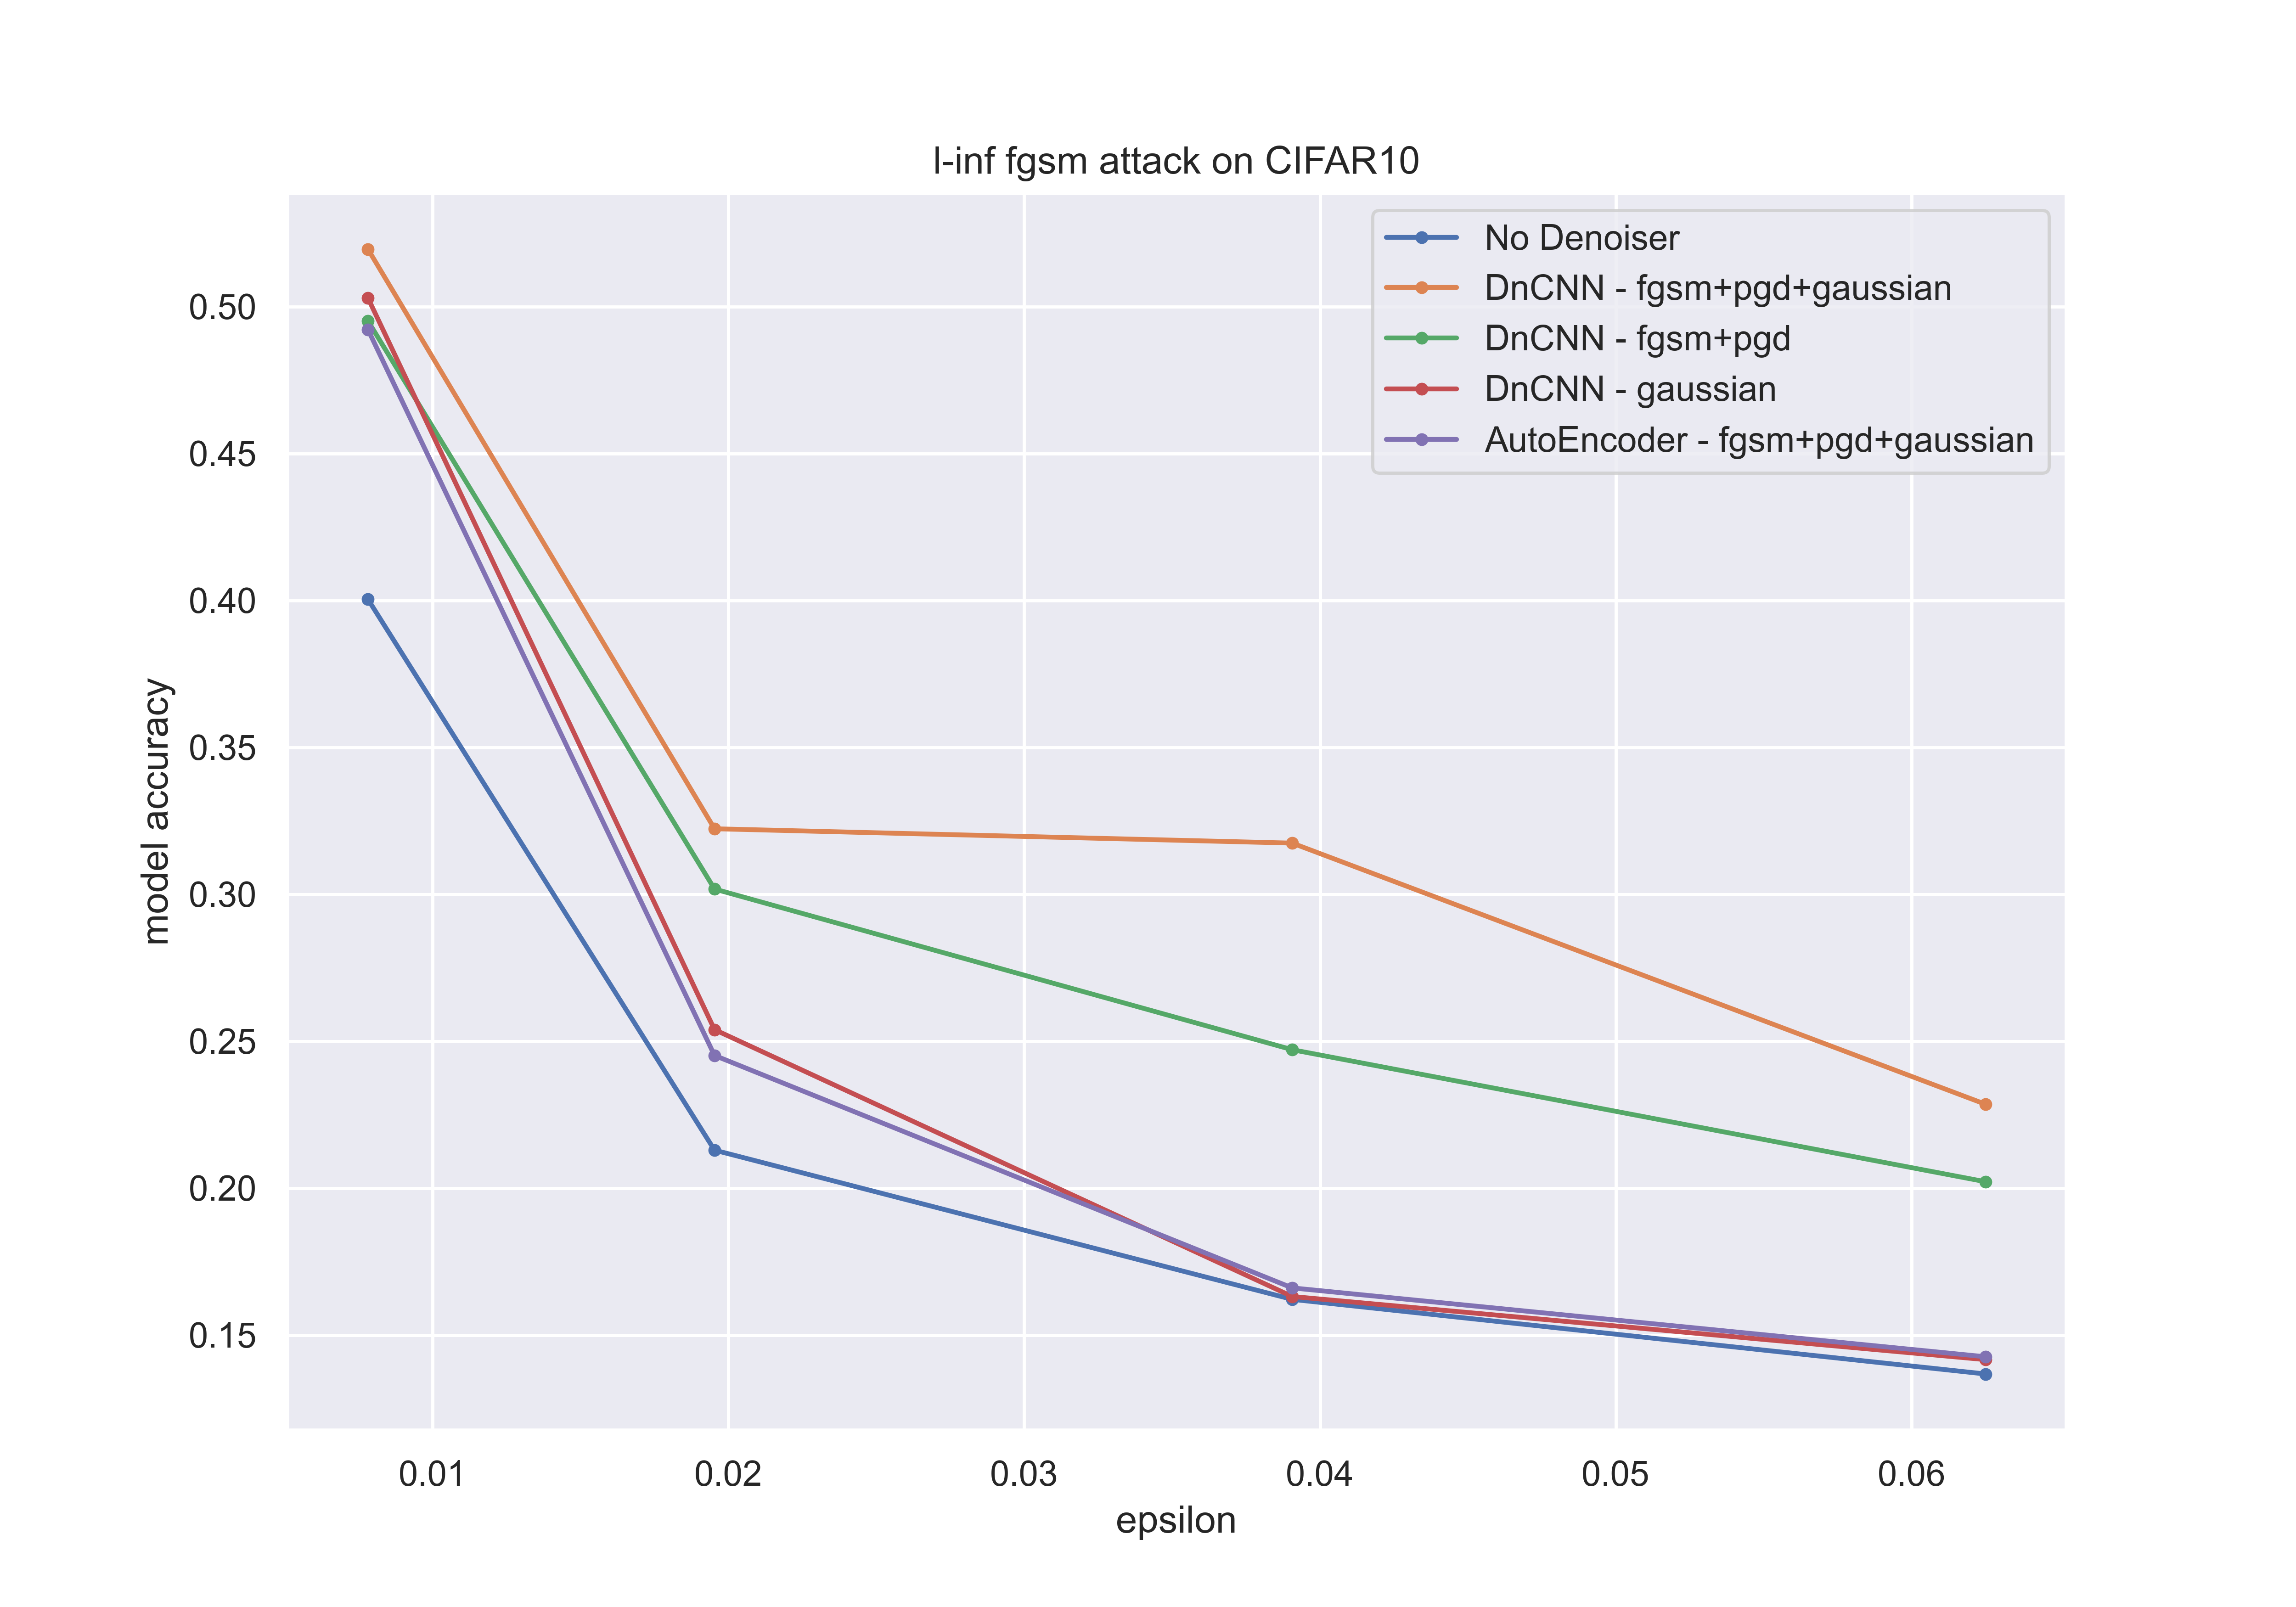 l-inf fgsm attack on CIFAR10
No Denoiser
DnCNN - fgsm+pgd+gaussian
DnCNN - fgsm+pgd
DnCNN - gaussian
AutoEncoder - fgsm+pgd+gaussian
0.50
0.45
0.40
0.35
0.30
0.25
0.20
0.15
model accuracy
0.01 0.02 0.03 0.04 0.05 0.06
epsilon